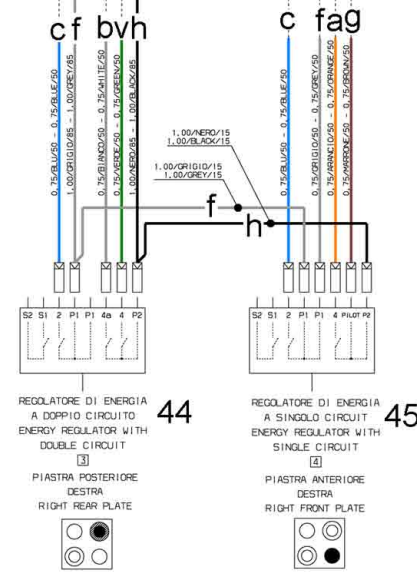 c f bvh c fag
0,75/BLU/50 - 0,75/BLUE/50
1,00/GRIGIO/85 - 1,00/GREY/85
0,75/BIANCO/50 - 0,75/WHITE/50
0,75/VERDE/50 - 0,75/GREEN/50
1,00/NERO/85 - 1,00/BLACK/85
1,00/NERO/15
1,00/BLACK/15
1,00/GRIGIO/15
1,00/GREY/15
0,75/BLU/50 - 0,75/BLUE/50
0,75/GRIGIO/50 - 0,75/GREY/50
0,75/ARANCIO/50 - 0,75/ORANGE/50
0,75/MARRONE/50 - 0,75/BROWN/50
f
h
S2 S1 2 P1 P1 4a 4 P2
S2 S1 2 P1 P1 4 PILOT P2
REGOLATORE DI ENERGIA
A DOPPIO CIRCUITO
ENERGY REGULATOR WITH
DOUBLE CIRCUIT
44
3
PIASTRA POSTERIORE
DESTRA
RIGHT REAR PLATE
REGOLATORE DI ENERGIA
A SINGOLO CIRCUIT
ENERGY REGULATOR WITH
SINGLE CIRCUIT
45
4
PIASTRA ANTERIORE
DESTRA
RIGHT FRONT PLATE